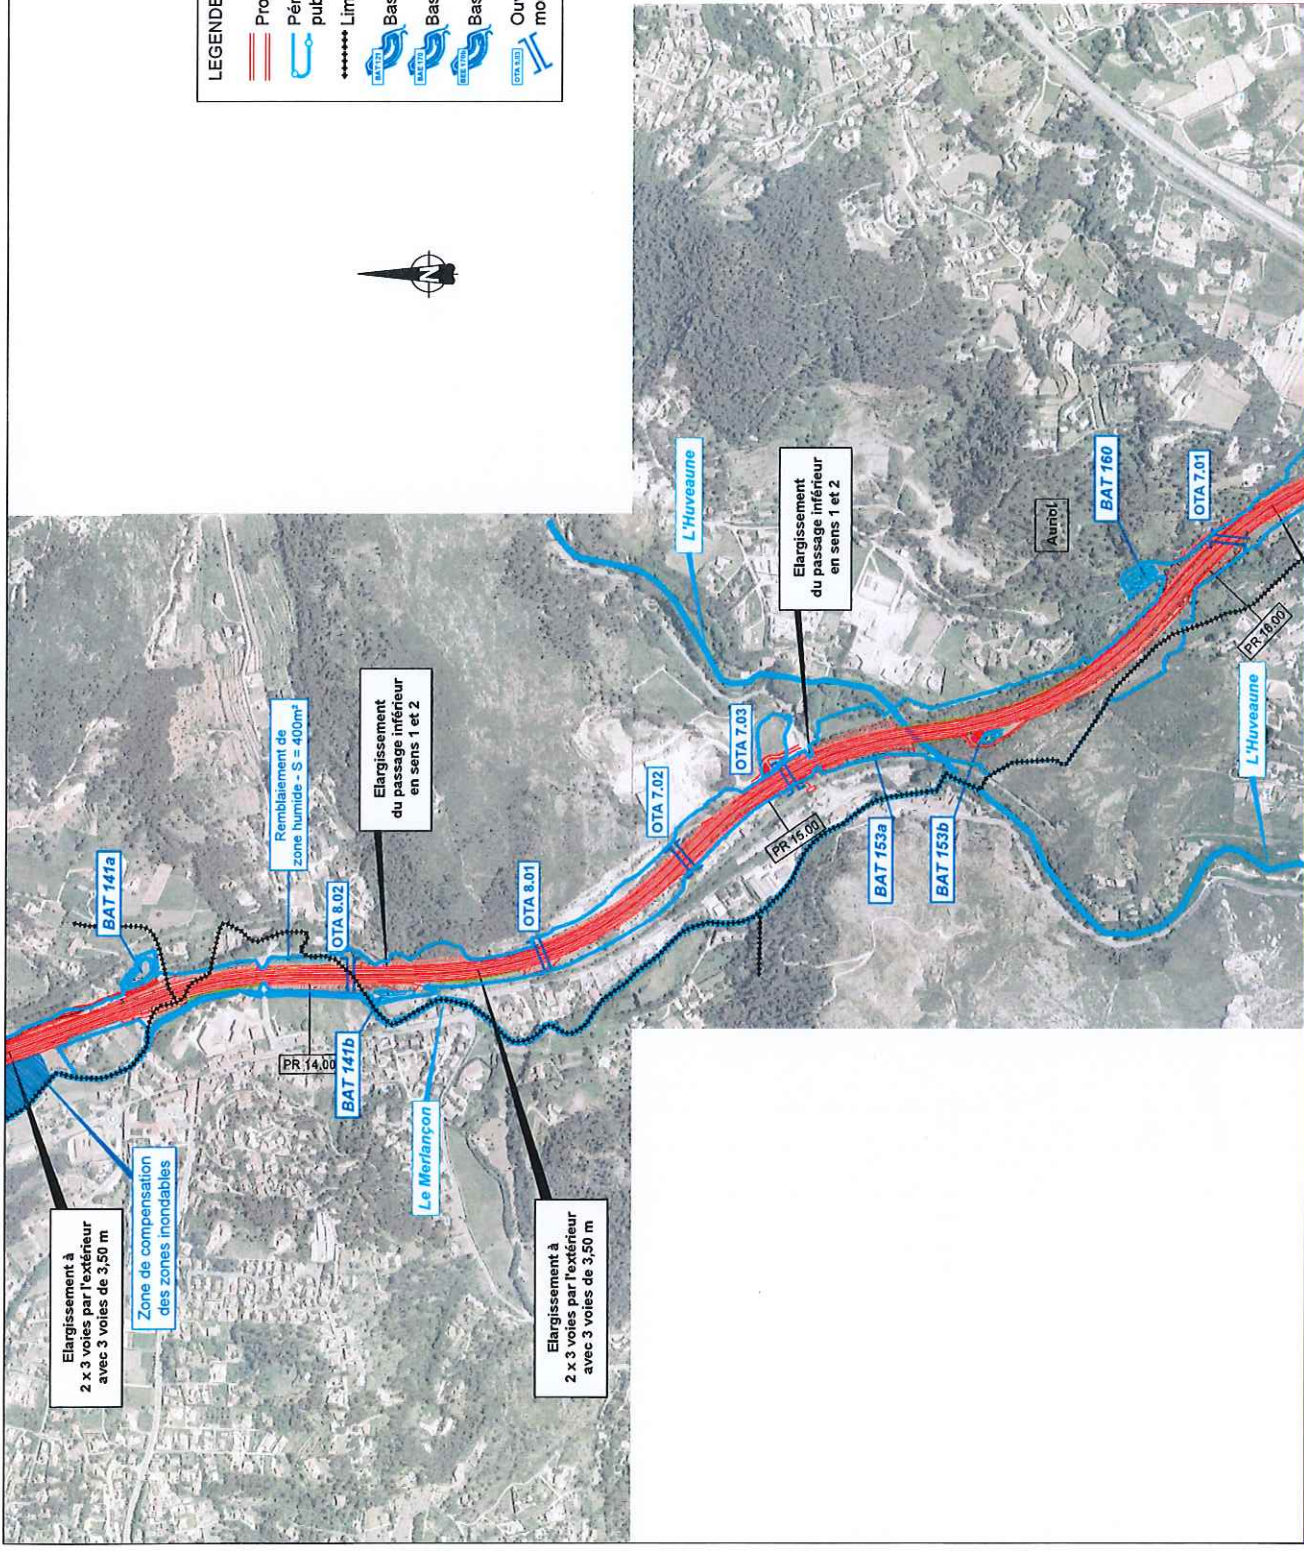 LEGENDE
Pro
Pér
pub
Lim
BAT 121
Bas
BAE 170
Bas
Bas
Ouv
mo
N
Elargissement à
2 x 3 voies par l'extérieur
avec 3 voies de 3,50 m
Zone de compensation
des zones inondables
BAT 141a
Remblaiement de
zone humide - S = 400m²
PR 14.00
OTA 8.02
BAT 141b
Elargissement
du passage inférieur
en sens 1 et 2
Le Merlançon
OTA 8.01
Elargissement à
2 x 3 voies par l'extérieur
avec 3 voies de 3,50 m
OTA 7.02
L'Huveaune
OTA 7.03
PR 15.00
Elargissement
du passage inférieur
en sens 1 et 2
BAT 153a
BAT 153b
Auriol
BAT 160
OTA 7.01
PR 16.00
L'Huveaune